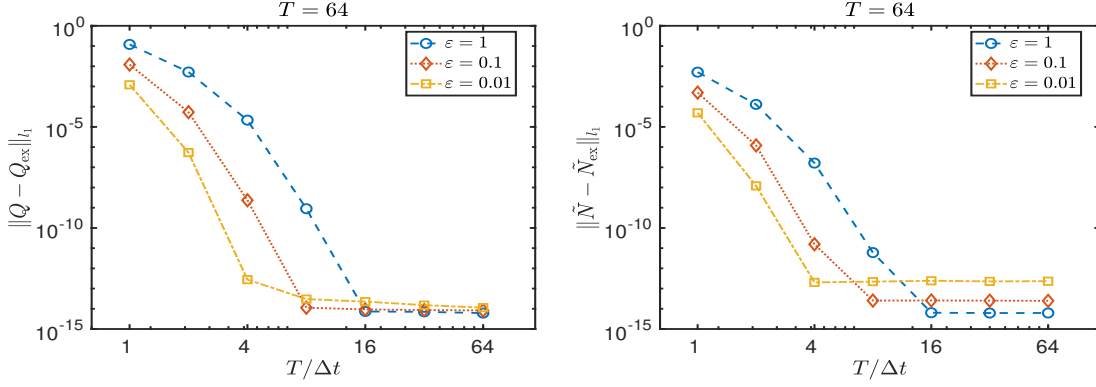 T = 64
10^0
10^{-5}
10^{-10}
10^{-15}
‖Q − Q_ex‖_{l_1}
ε = 1
ε = 0.1
ε = 0.01
1
4
16
64
T/Δt
T = 64
10^0
10^{-5}
10^{-10}
10^{-15}
‖Ñ − Ñ_ex‖_{l_1}
ε = 1
ε = 0.1
ε = 0.01
1
4
16
64
T/Δt